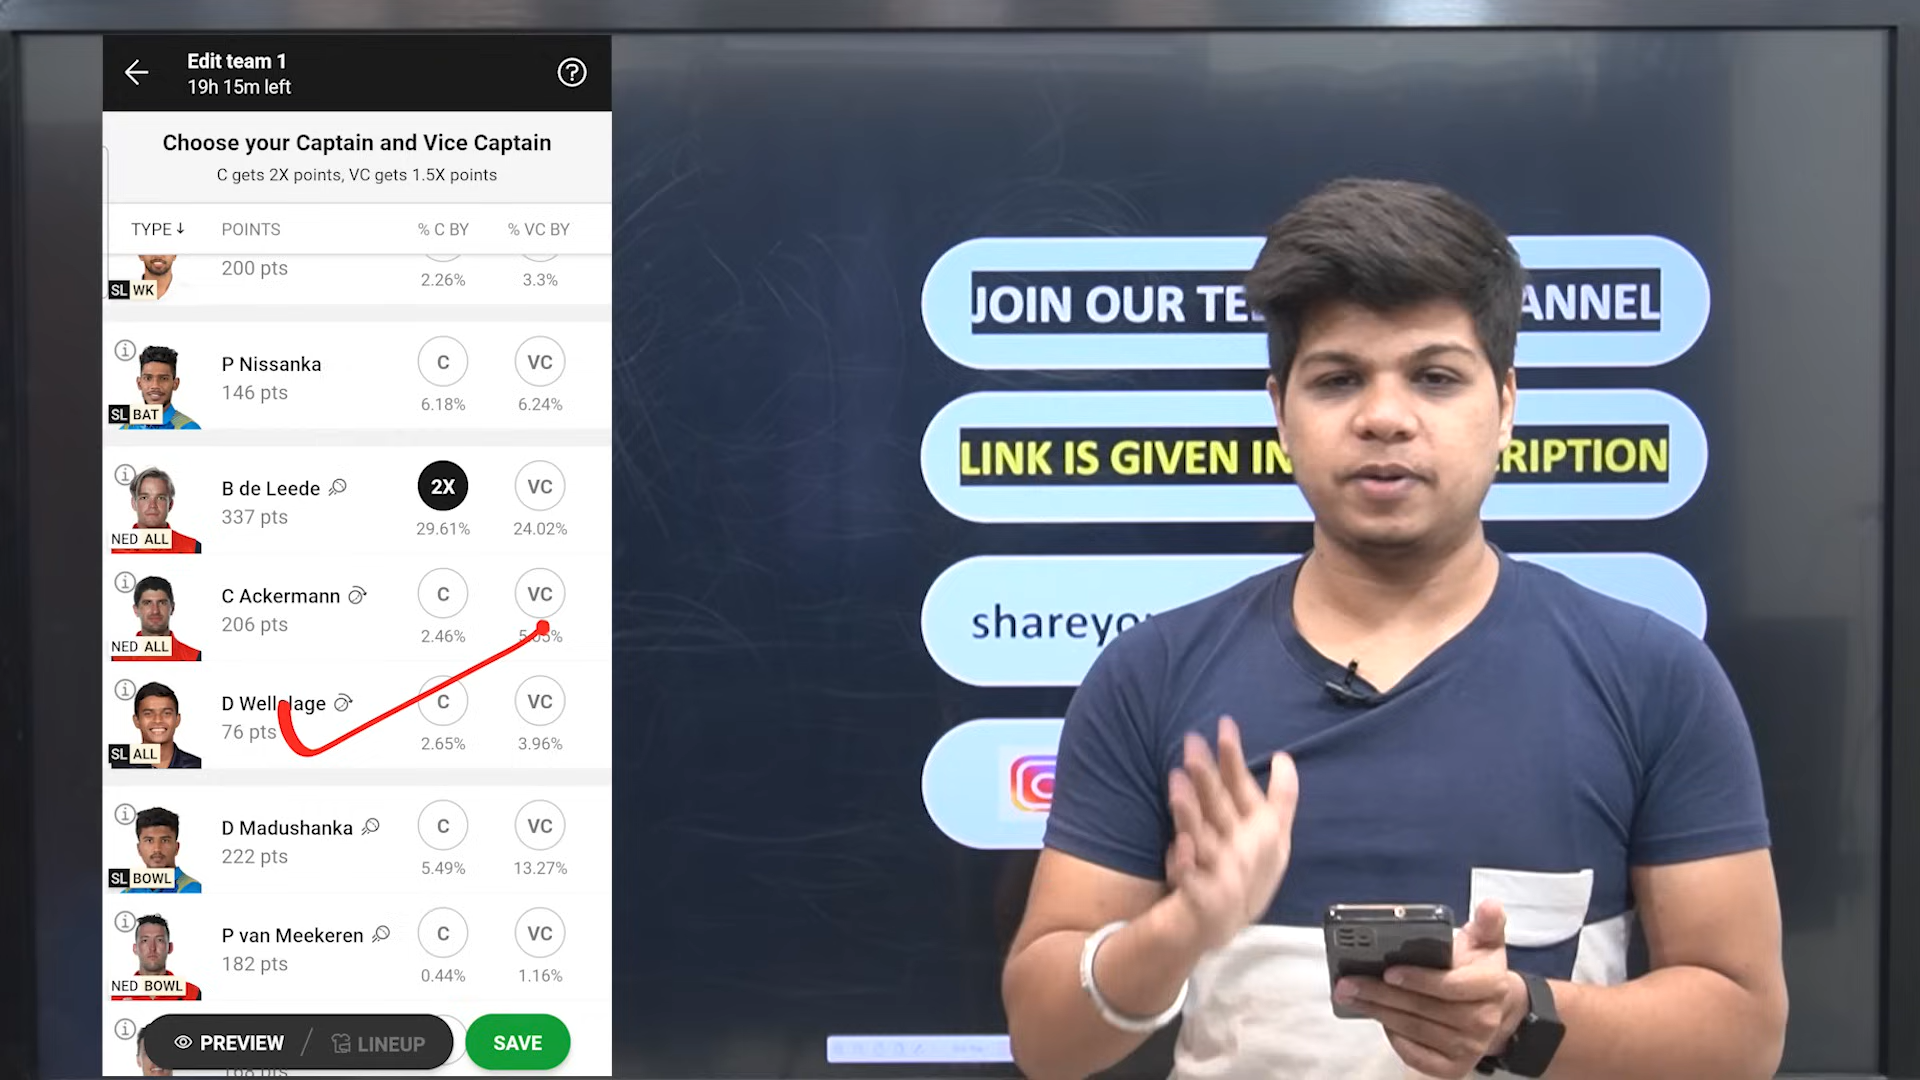 Edit team 1
19h 15m left
Choose your Captain and Vice Captain
C gets 2X points, VC gets 1.5X points
TYPE↓ POINTS % C BY % VC BY
200 pts 2.26% 3.3%
SL WK
P Nissanka C VC
146 pts 6.18% 6.24%
SL BAT
B de Leede 2X VC
337 pts 29.61% 24.02%
NED ALL
C Ackermann C VC
206 pts 2.46%
NED ALL
D Wellalage C VC
76 pts 2.65% 3.96%
SL ALL
D Madushanka C VC
222 pts 5.49% 13.27%
SL BOWL
P van Meekeren C VC
182 pts 0.44% 1.16%
NED BOWL
PREVIEW / LINEUP SAVE
JOIN OUR TE ANNEL
LINK IS GIVEN IN RIPTION
shareyo